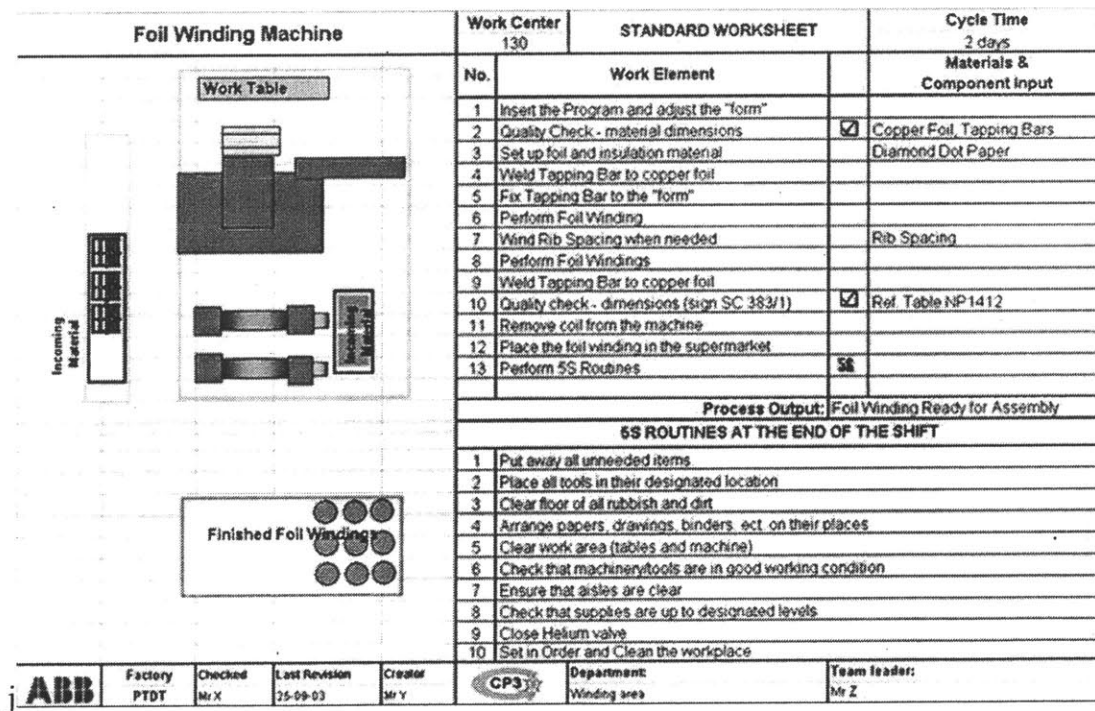 Foil Winding Machine
Work Center
130
STANDARD WORKSHEET
Cycle Time
2 days
Work Table
Incoming
Material
Incoming
Material
Finished Foil Windings
No.
Work Element
Materials &
Component Input
1 Insert the Program and adjust the "form"
2 Quality Check - material dimensions ☑ Copper Foil, Tapping Bars
3 Set up foil and insulation material Diamond Dot Paper
4 Weld Tapping Bar to copper foil
5 Fix Tapping Bar to the "form"
6 Perform Foil Winding
7 Wind Rib Spacing when needed Rib Spacing
8 Perform Foil Windings
9 Weld Tapping Bar to copper foil
10 Quality check - dimensions (sign SC 383/1) ☑ Ref. Table NP1412
11 Remove coil from the machine
12 Place the foil winding in the supermarket
13 Perform 5S Routines 5S
Process Output: Foil Winding Ready for Assembly
5S ROUTINES AT THE END OF THE SHIFT
1 Put away all unneeded items
2 Place all tools in their designated location
3 Clear floor of all rubbish and dirt
4 Arrange papers, drawings, binders, ect. on their places
5 Clear work area (tables and machine)
6 Check that machinery/tools are in good working condition
7 Ensure that aisles are clear
8 Check that supplies are up to designated levels
9 Close Helium valve
10 Set in Order and Clean the workplace
j ABB
Factory
PTDT
Checked
Mr X
Last Revision
25-09-03
Creator
Mr Y
CP3
Department:
Winding area
Team leader:
Mr Z